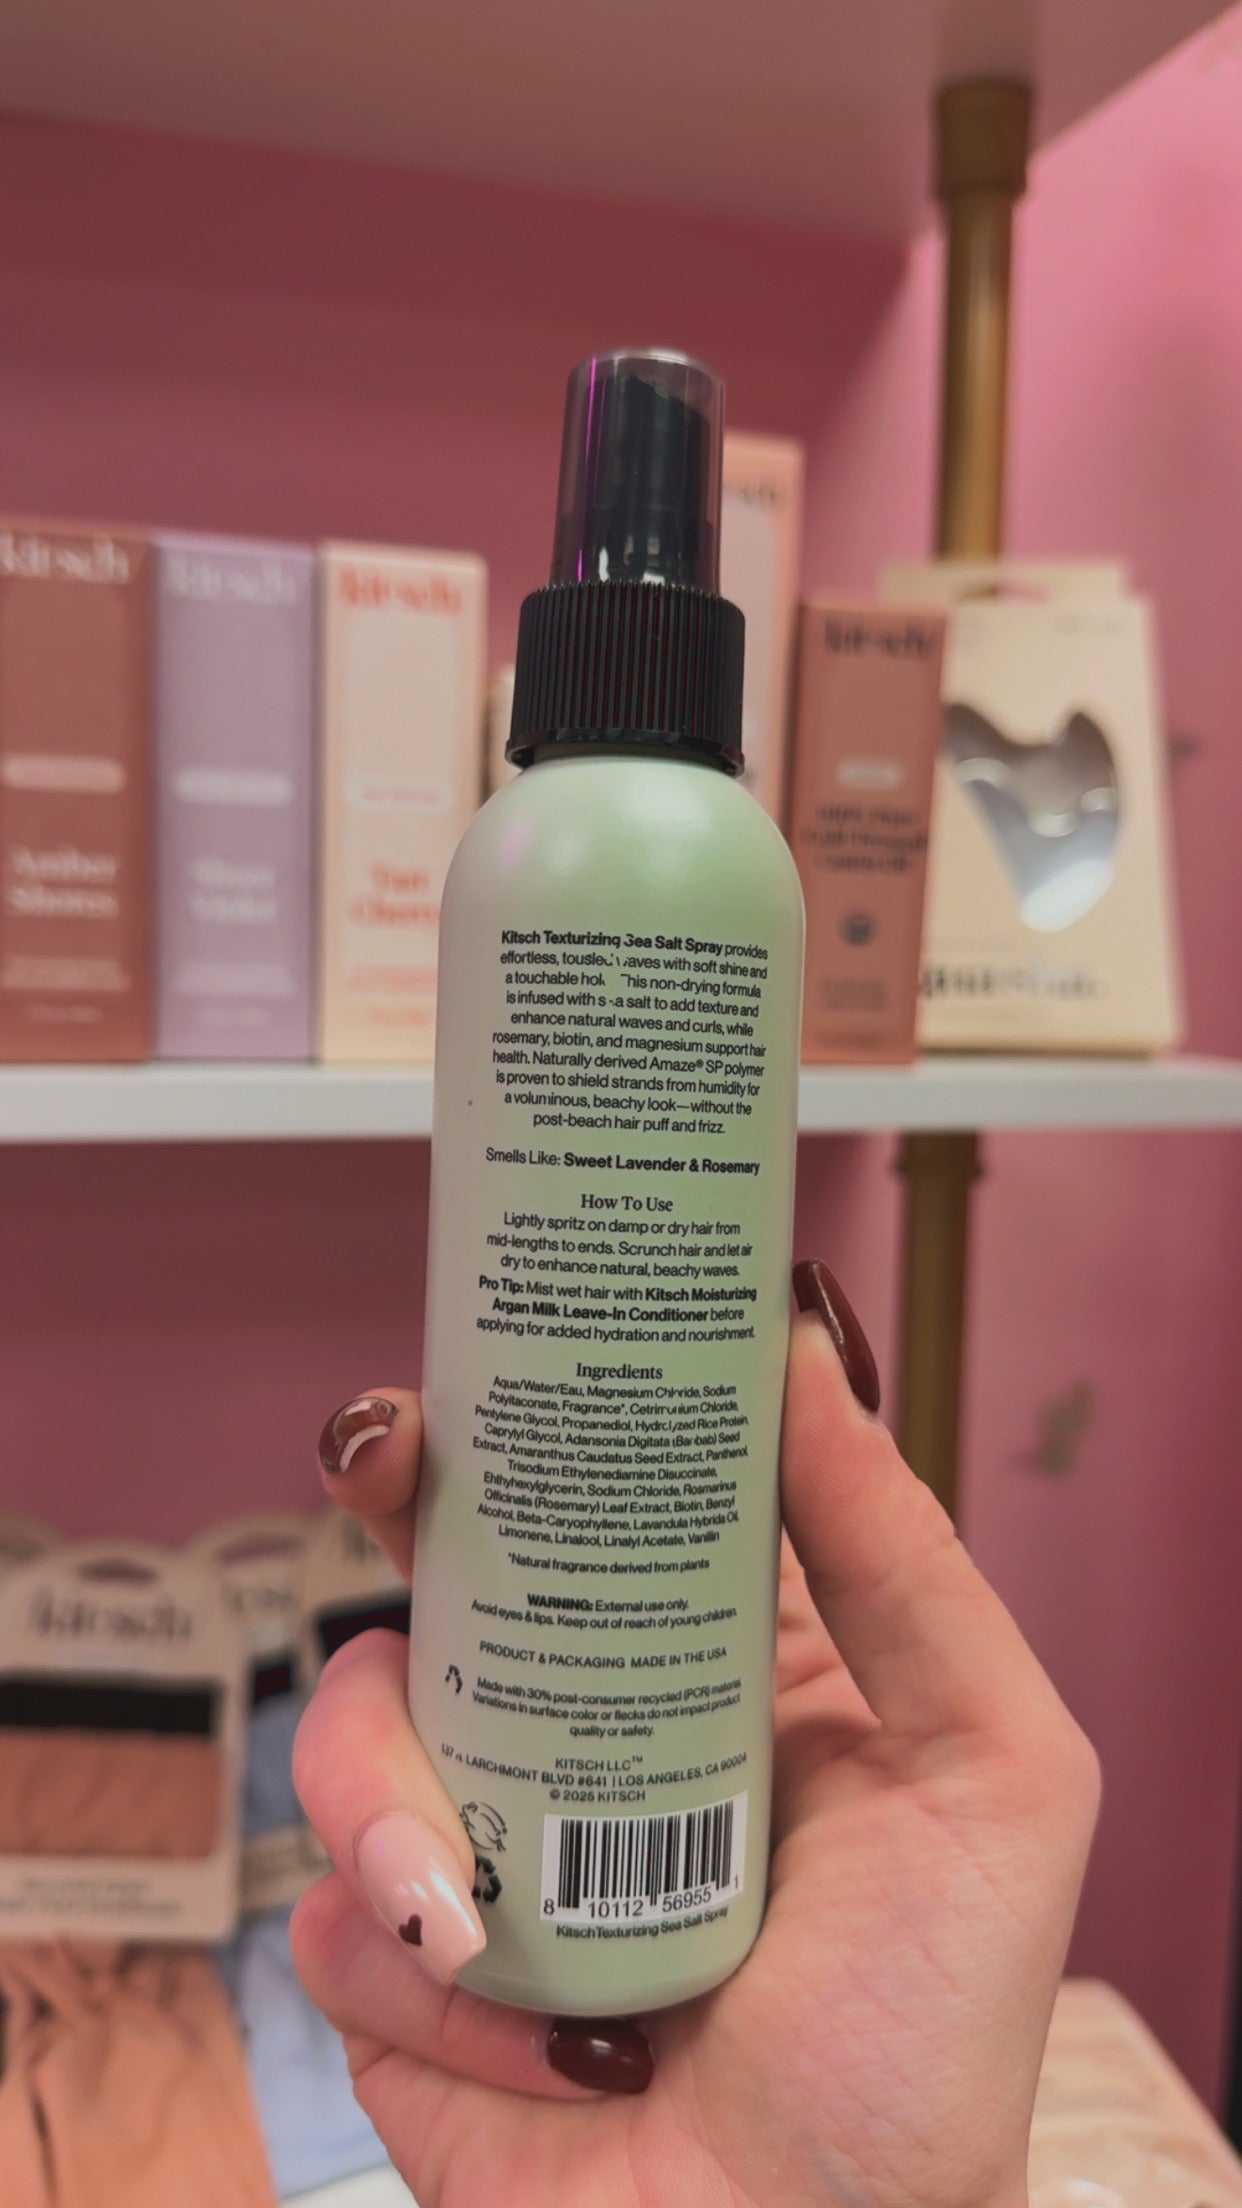 kitsch
kitsch
kitsch
kitsch
Amber
Shores
Sheer
Violet
Tart
Cherry
Kitsch Texturizing Sea Salt Spray provides
effortless, tousled waves with soft shine and
a touchable hold. This non-drying formula
is infused with sea salt to add texture and
enhance natural waves and curls, while
rosemary, biotin, and magnesium support hair
health. Naturally derived Amaze® SP polymer
is proven to shield strands from humidity for
a voluminous, beachy look—without the
post-beach hair puff and frizz.
Smells Like: Sweet Lavender & Rosemary
How To Use
Lightly spritz on damp or dry hair from
mid-lengths to ends. Scrunch hair and let air
dry to enhance natural, beachy waves.
Pro Tip: Mist wet hair with Kitsch Moisturizing
Argan Milk Leave-In Conditioner before
applying for added hydration and nourishment.
Ingredients
Aqua/Water/Eau, Magnesium Chloride, Sodium
Polyitaconate, Fragrance*, Cetrimonium Chloride,
Pentylene Glycol, Propanediol, Hydrolyzed Rice Protein,
Caprylyl Glycol, Adansonia Digitata (Baobab) Seed
Extract, Amaranthus Caudatus Seed Extract, Panthenol,
Trisodium Ethylenediamine Disuccinate,
Ehthyhexylglycerin, Sodium Chloride, Rosmarinus
Officinalis (Rosemary) Leaf Extract, Biotin, Benzyl
Alcohol, Beta-Caryophyllene, Lavandula Hybrida Oil,
Limonene, Linalool, Linalyl Acetate, Vanillin
*Natural fragrance derived from plants
WARNING: External use only.
Avoid eyes & lips. Keep out of reach of young children.
PRODUCT & PACKAGING MADE IN THE USA
Made with 30% post-consumer recycled (PCR) material.
Variations in surface color or flecks do not impact product
quality or safety.
KITSCH LLC™
137 n. LARCHMONT BLVD #641 | LOS ANGELES, CA 90004
© 2025 KITSCH
8 10112 56955 1
Kitsch Texturizing Sea Salt Spray
kitsch